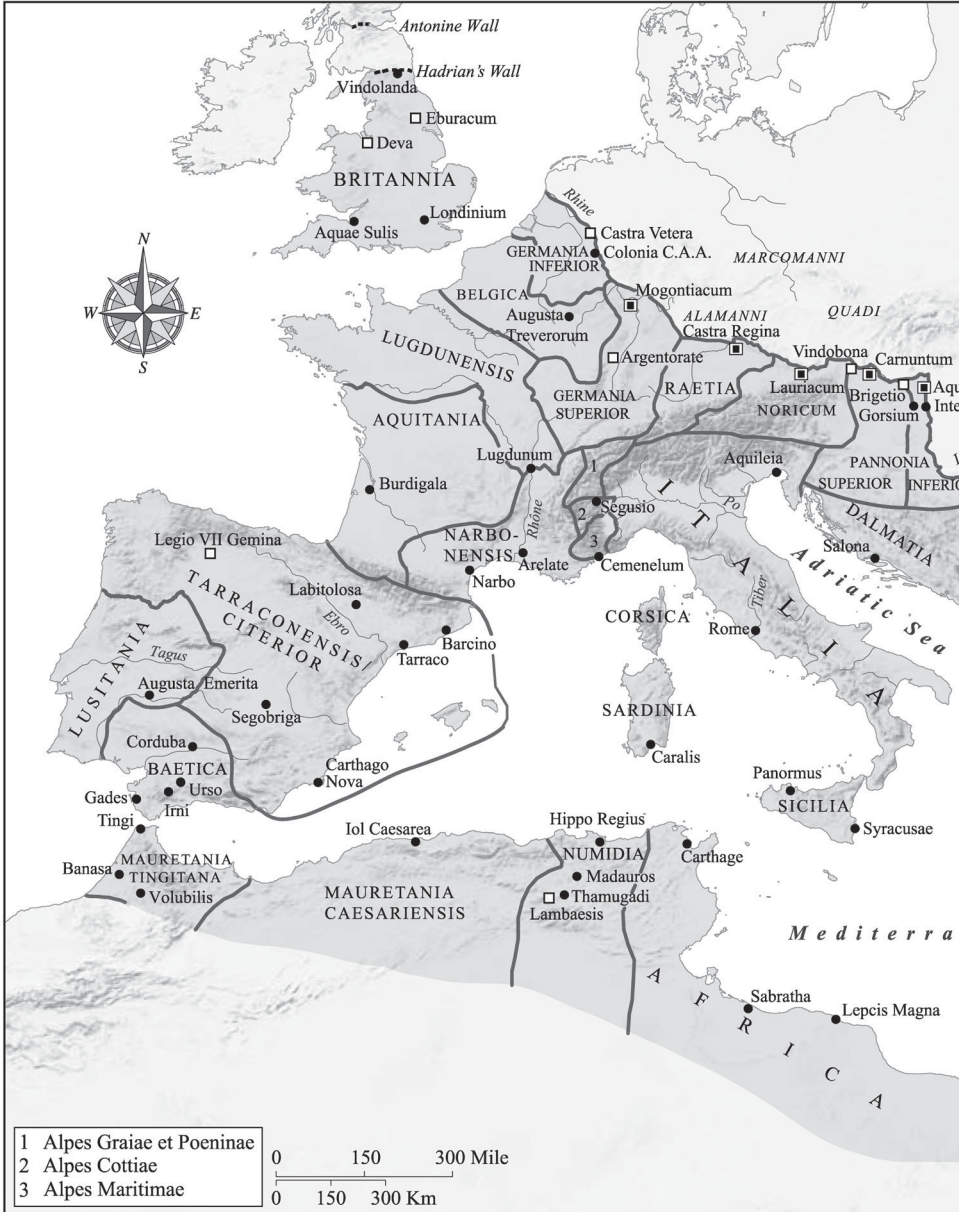 Antonine Wall
Hadrian's Wall
Vindolanda
Eburacum
Deva
BRITANNIA
Londinium
Aquae Sulis
Rhine
Castra Vetera
Colonia C.A.A.
GERMANIA
INFERIOR
MARCOMANNI
N
W
E
S
BELGICA
Mogontiacum
Augusta
Treverorum
ALAMANNI
QUADI
Castra Regina
LUGDUNENSIS
Argentorate
Vindobona
Carnuntum
Lauriacum
Brigetio
Aqu
GERMANIA
SUPERIOR
RAETIA
NORICUM
Gorsium
Inte
AQUITANIA
Lugdunum
1
Aquileia
PANNONIA
SUPERIOR
INFERIO
V
Burdigala
Segusio
2
Po
ITALIA
Rhône
3
NARBO-
NENSIS
DALMATIA
Legio VII Gemina
Arelate
Cemenelum
Salona
Narbo
Adriatic Sea
TARRACONENSIS/
CITERIOR
Labitolosa
Ebro
CORSICA
Tiber
Rome
Barcino
Tarraco
LUSITANIA
Tagus
Augusta Emerita
Segobriga
SARDINIA
Corduba
Caralis
BAETICA
Urso
Carthago
Nova
Gades
Irni
Panormus
SICILIA
Tingi
Syracusae
Iol Caesarea
Hippo Regius
NUMIDIA
Carthage
MAURETANIA
TINGITANA
Banasa
Volubilis
Madauros
Thamugadi
Lambaesis
MAURETANIA
CAESARIENSIS
Mediterra
AFRICA
Sabratha
Lepcis Magna
1 Alpes Graiae et Poeninae
2 Alpes Cottiae
3 Alpes Maritimae
0 150 300 Mile
0 150 300 Km